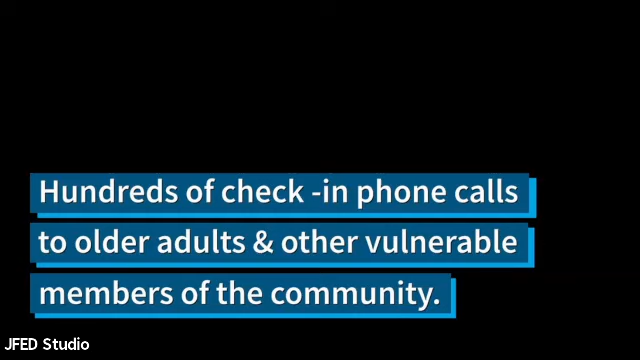 Hundreds of check -in phone calls
to older adults & other vulnerable
members of the community.
JFED Studio